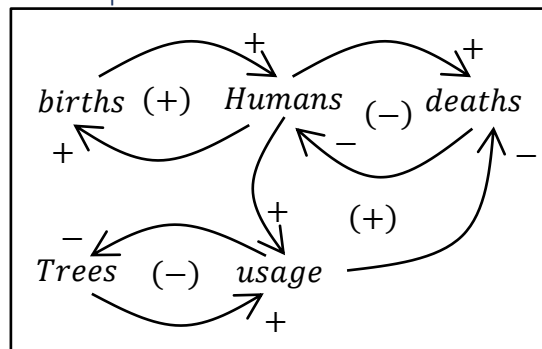 + +
births (+) Humans (−) deaths
+ − −
+ (+)
−
Trees (−) usage
+